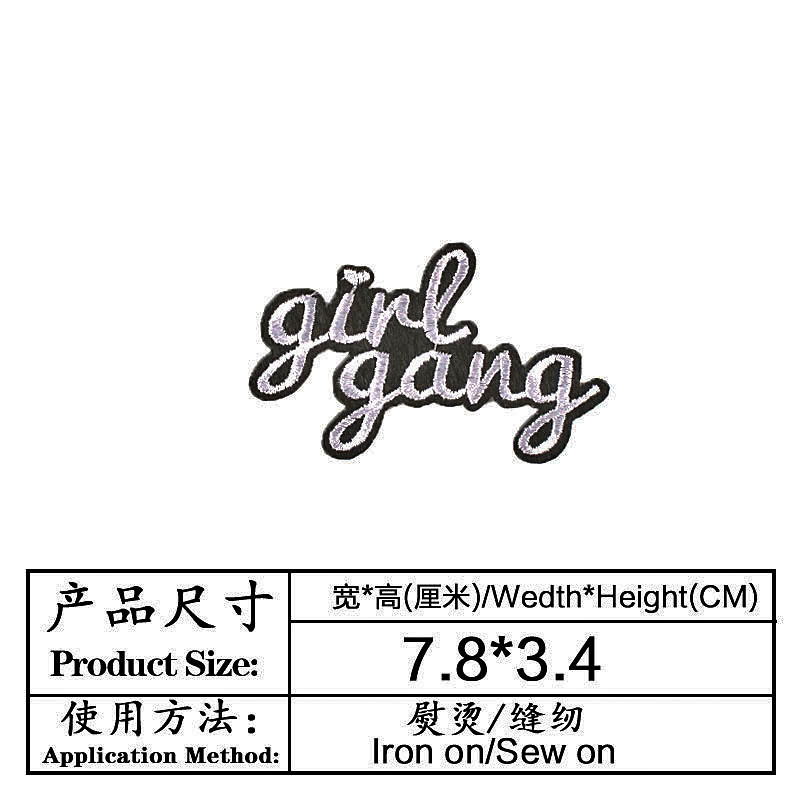 girl
gang
产品尺寸
Product Size:
宽*高(厘米)/Wedth*Height(CM)
7.8*3.4
使用方法:
Application Method:
熨烫/缝纫
Iron on/Sew on